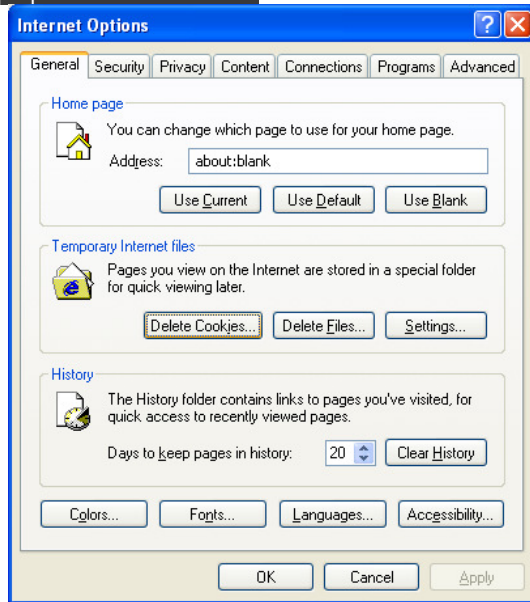 Internet Options
General Security Privacy Content Connections Programs Advanced
Home page
You can change which page to use for your home page.
Address: about:blank
Use Current Use Default Use Blank
Temporary Internet files
Pages you view on the Internet are stored in a special folder
for quick viewing later.
Delete Cookies... Delete Files... Settings...
History
The History folder contains links to pages you've visited, for
quick access to recently viewed pages.
Days to keep pages in history: 20 Clear History
Colors... Fonts... Languages... Accessibility...
OK Cancel Apply